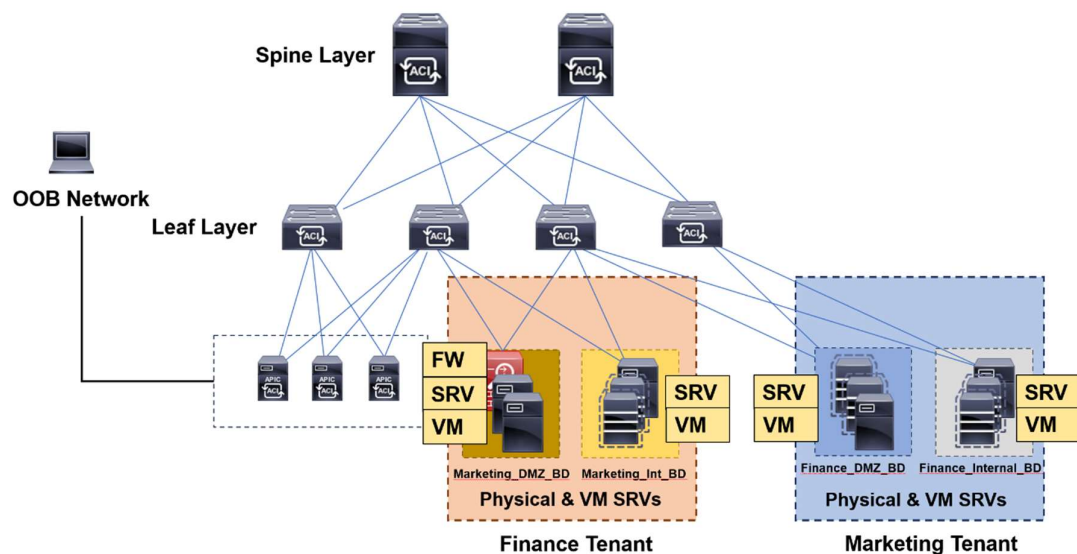 Spine Layer
ACI
ACI
OOB Network
Leaf Layer
ACI
ACI
ACI
ACI
APIC
ACI
APIC
ACI
APIC
ACI
FW
SRV
VM
SRV
VM
SRV
VM
SRV
VM
Marketing_DMZ_BD
Marketing_Int_BD
Finance_DMZ_BD
Finance_Internal_BD
Physical & VM SRVs
Physical & VM SRVs
Finance Tenant
Marketing Tenant